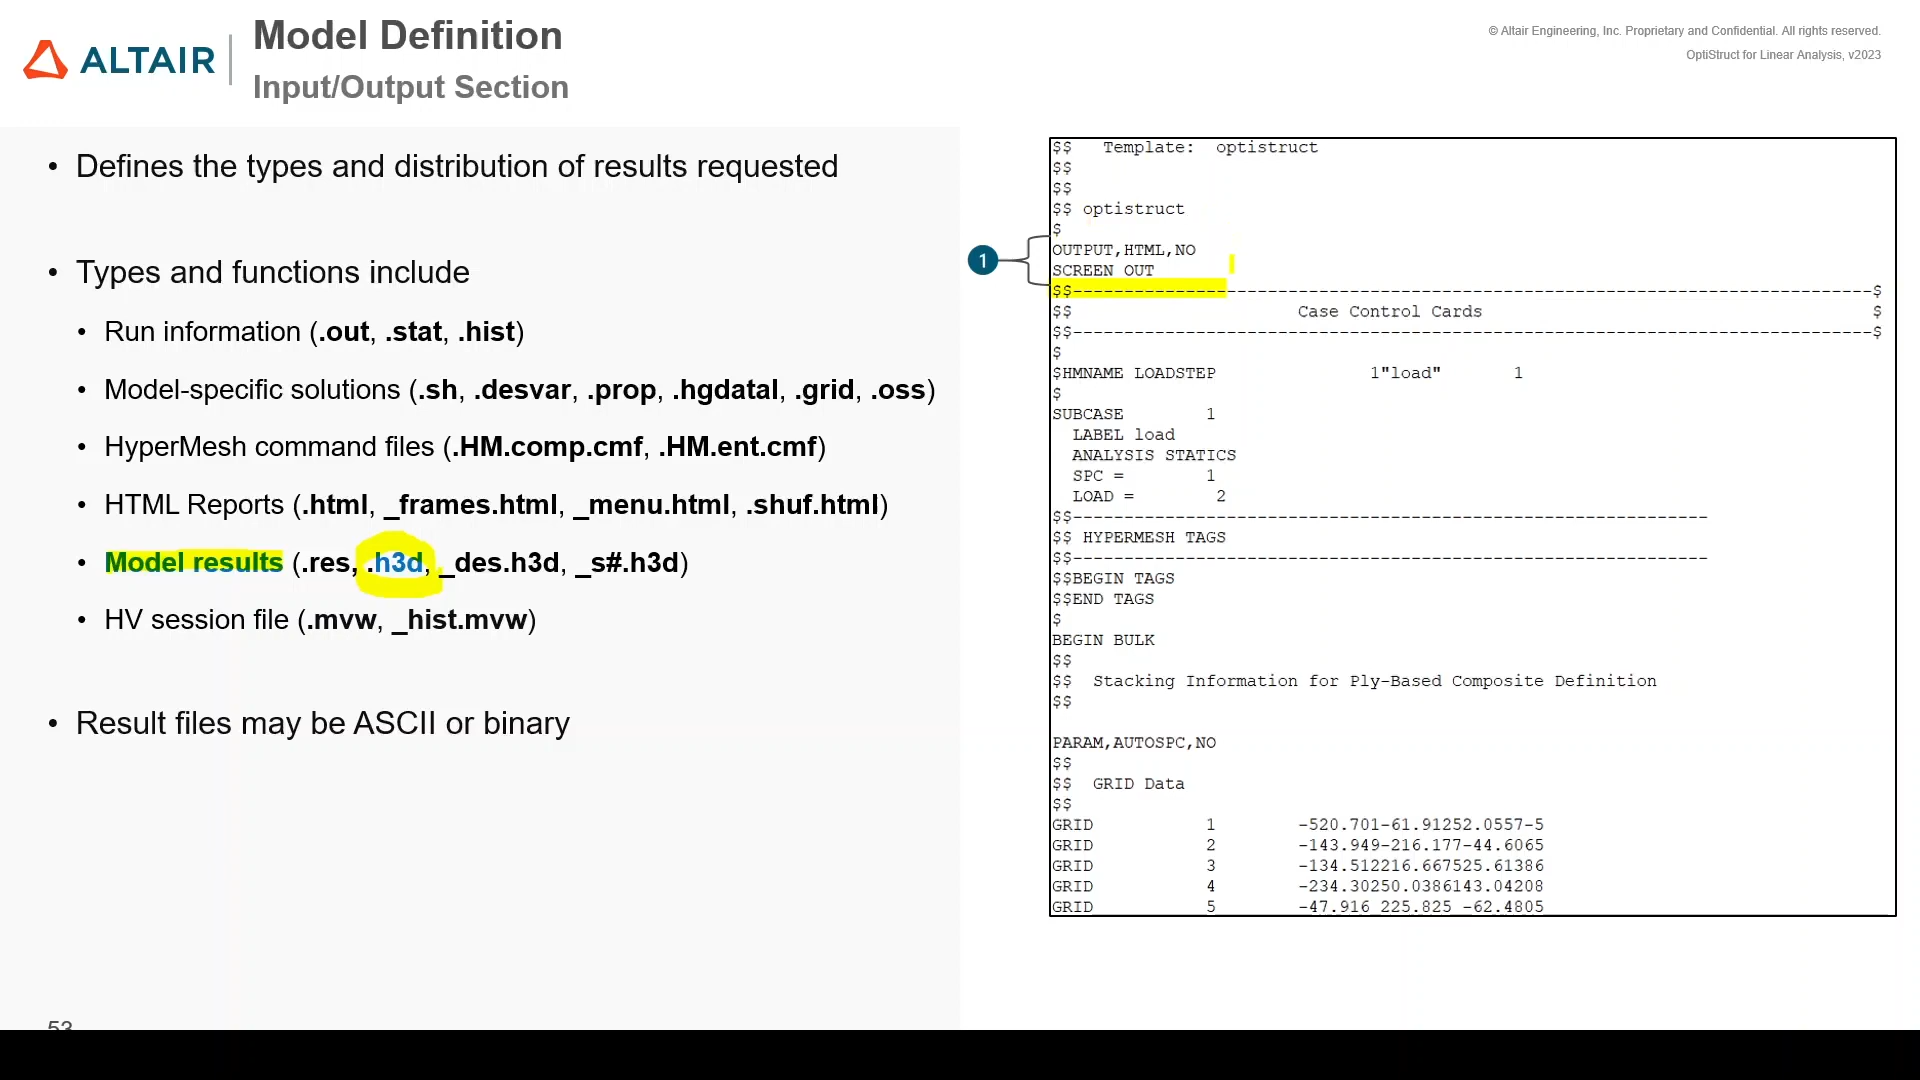 ALTAIR
Model Definition
Input/Output Section
© Altair Engineering, Inc. Proprietary and Confidential. All rights reserved.
OptiStruct for Linear Analysis, v2023
• Defines the types and distribution of results requested
• Types and functions include
• Run information (.out, .stat, .hist)
• Model-specific solutions (.sh, .desvar, .prop, .hgdatal, .grid, .oss)
• HyperMesh command files (.HM.comp.cmf, .HM.ent.cmf)
• HTML Reports (.html, _frames.html, _menu.html, .shuf.html)
• Model results (.res, .h3d, _des.h3d, _s#.h3d)
• HV session file (.mvw, _hist.mvw)
• Result files may be ASCII or binary
53
1
$$   Template:  optistruct
$$
$$
$$ optistruct
$
OUTPUT,HTML,NO
SCREEN OUT
$$------------------------------------------------------------------------------$
$$                      Case Control Cards                                      $
$$------------------------------------------------------------------------------$
$
$HMNAME LOADSTEP               1"load"       1
$
SUBCASE        1
  LABEL load
  ANALYSIS STATICS
  SPC =        1
  LOAD =        2
$$--------------------------------------------------------------
$$ HYPERMESH TAGS
$$--------------------------------------------------------------
$$BEGIN TAGS
$$END TAGS
$
BEGIN BULK
$$
$$  Stacking Information for Ply-Based Composite Definition
$$
PARAM,AUTOSPC,NO
$$
$$  GRID Data
$$
GRID           1        -520.701-61.91252.0557-5
GRID           2        -143.949-216.177-44.6065
GRID           3        -134.512216.667525.61386
GRID           4        -234.30250.0386143.04208
GRID           5        -47.916 225.825 -62.4805